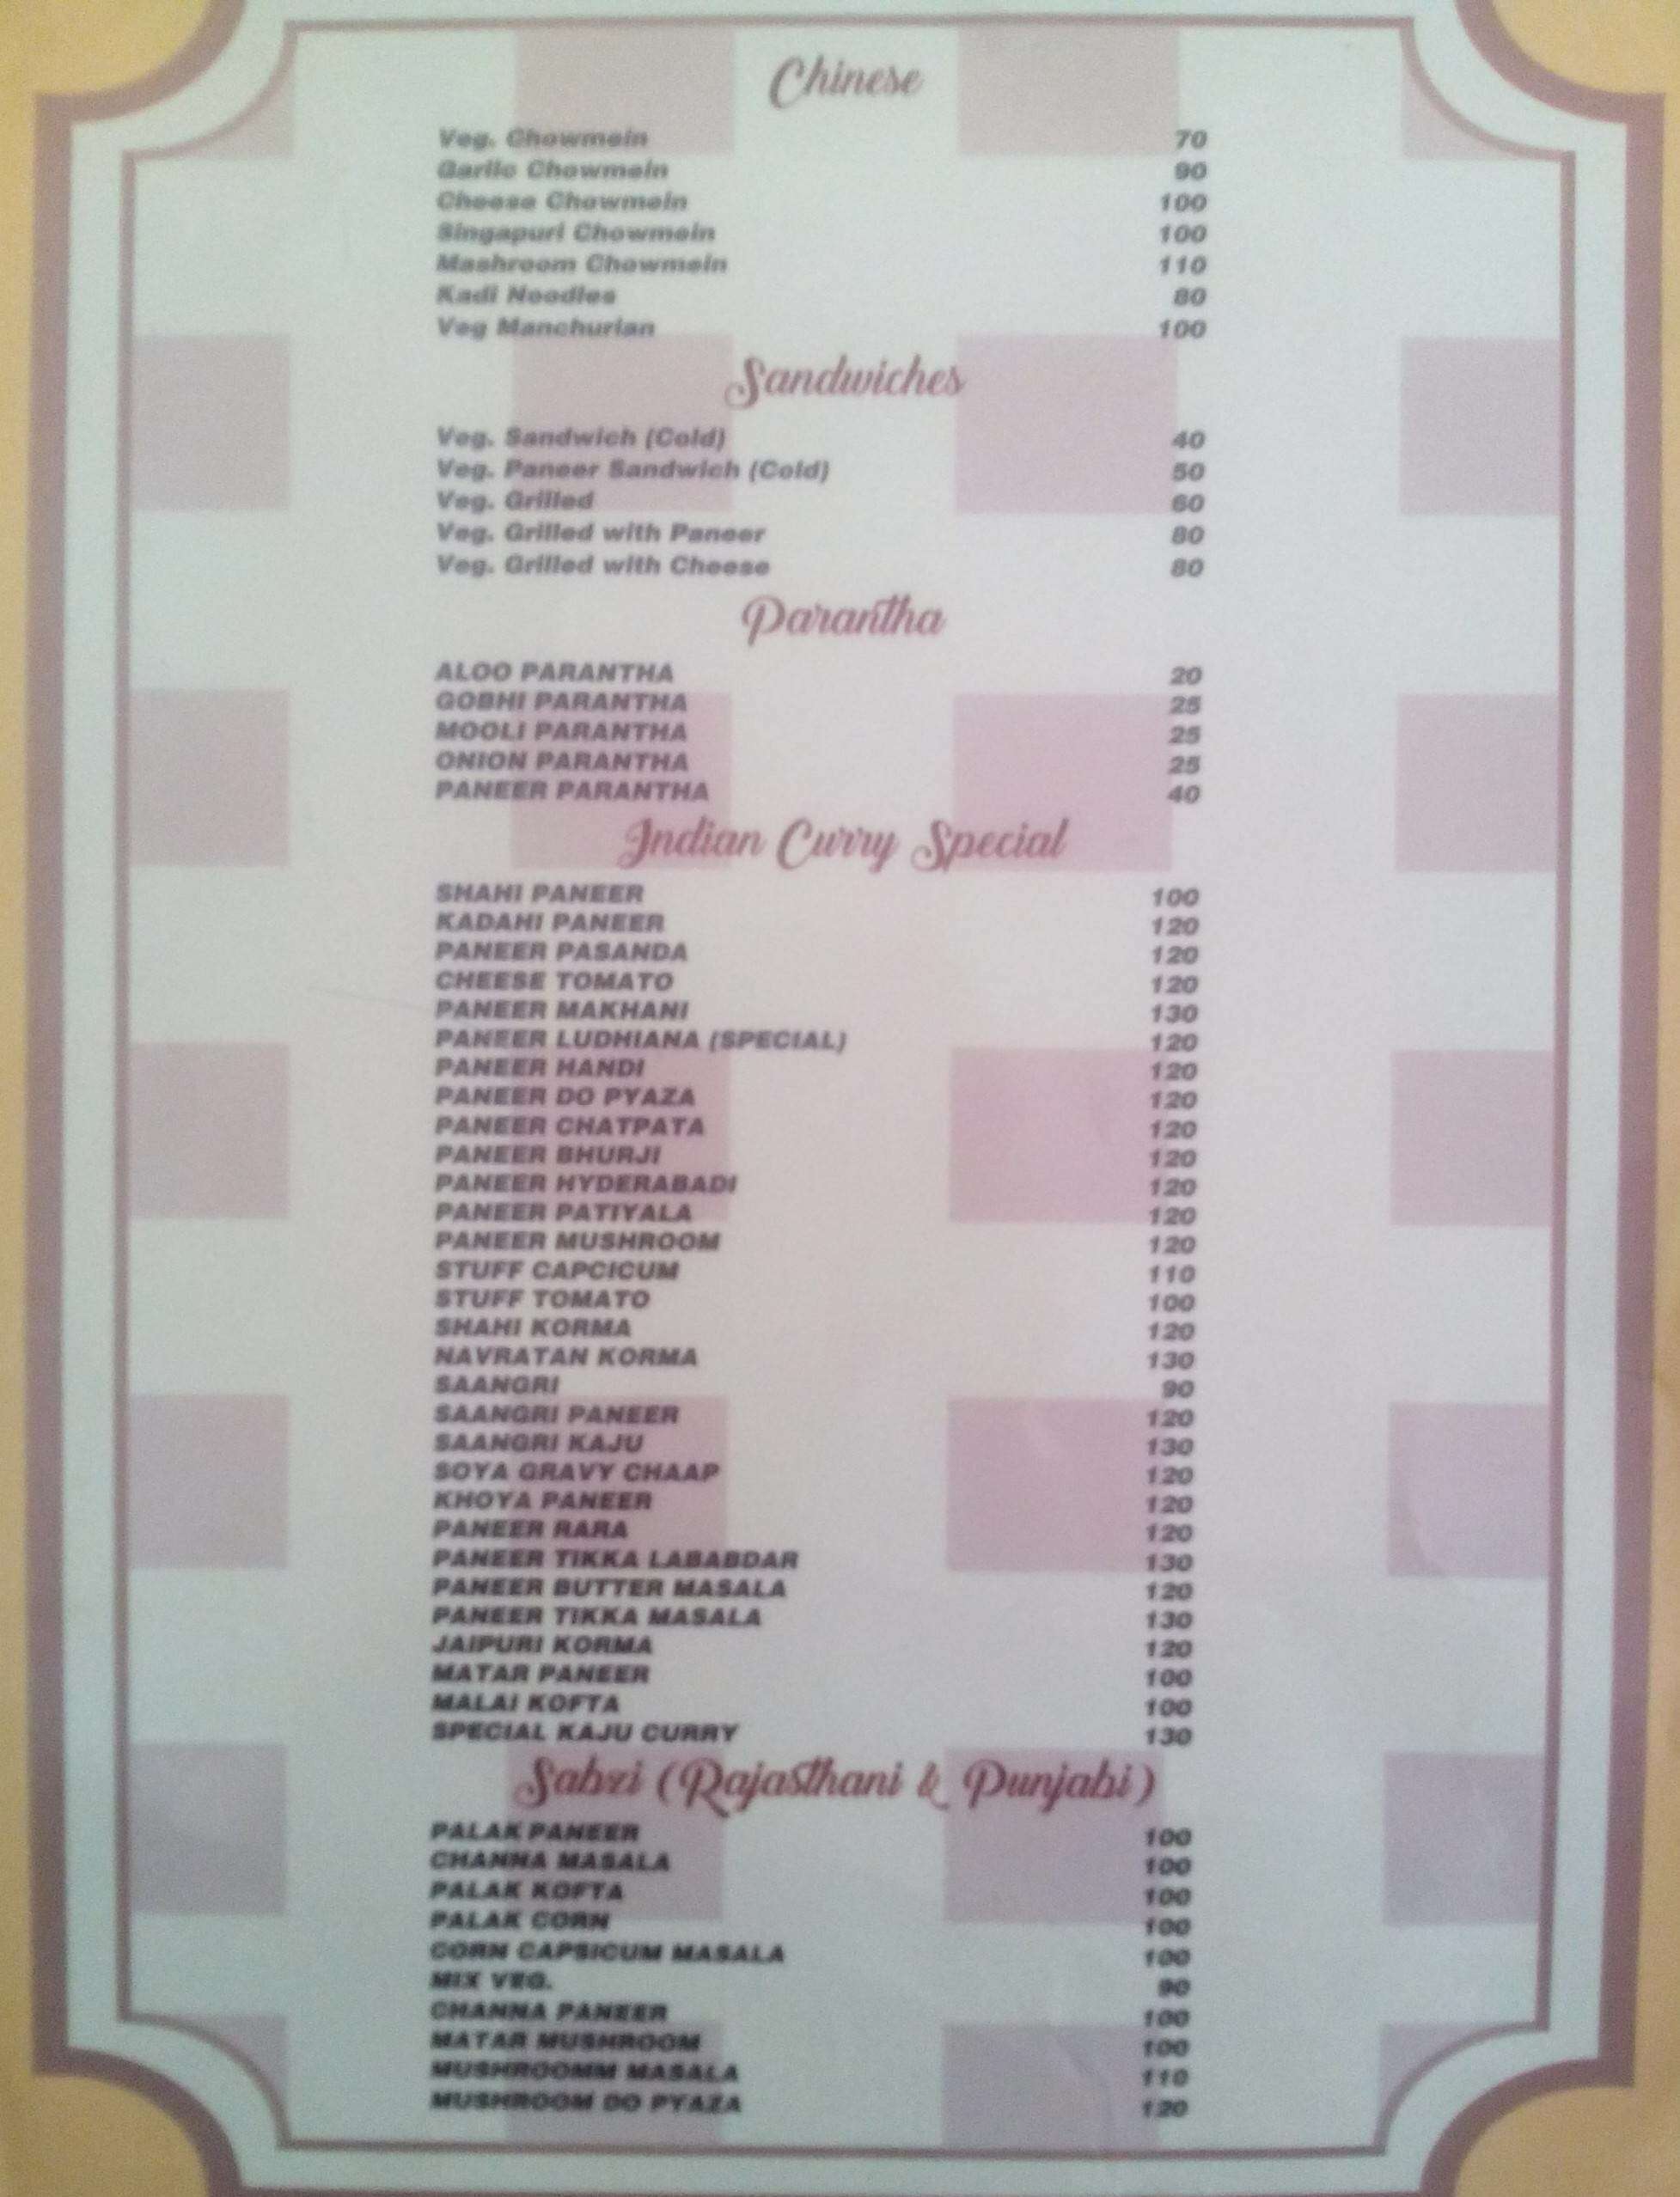 Chinese
Veg. Chowmein 70
Garlic Chowmein 90
Cheese Chowmein 100
Singapuri Chowmein 100
Mashroom Chowmein 110
Kadi Noodles 80
Veg Manchurian 100
Sandwiches
Veg. Sandwich (Cold) 40
Veg. Paneer Sandwich (Cold) 50
Veg. Grilled 60
Veg. Grilled with Paneer 80
Veg. Grilled with Cheese 80
Parantha
ALOO PARANTHA 20
GOBHI PARANTHA 25
MOOLI PARANTHA 25
ONION PARANTHA 25
PANEER PARANTHA 40
Indian Curry Special
SHAHI PANEER 100
KADAHI PANEER 120
PANEER PASANDA 120
CHEESE TOMATO 120
PANEER MAKHANI 130
PANEER LUDHIANA (SPECIAL) 120
PANEER HANDI 120
PANEER DO PYAZA 120
PANEER CHATPATA 120
PANEER BHURJI 120
PANEER HYDERABADI 120
PANEER PATIYALA 120
PANEER MUSHROOM 120
STUFF CAPCICUM 110
STUFF TOMATO 100
SHAHI KORMA 120
NAVRATAN KORMA 130
SAANGRI 90
SAANGRI PANEER 120
SAANGRI KAJU 130
SOYA GRAVY CHAAP 120
KHOYA PANEER 120
PANEER RARA 120
PANEER TIKKA LABABDAR 130
PANEER BUTTER MASALA 120
PANEER TIKKA MASALA 130
JAIPURI KORMA 120
MATAR PANEER 100
MALAI KOFTA 100
SPECIAL KAJU CURRY 130
Sabzi (Rajasthani & Punjabi)
PALAK PANEER 100
CHANNA MASALA 100
PALAK KOFTA 100
PALAK CORN 100
CORN CAPSICUM MASALA 100
MIX VEG. 90
CHANNA PANEER 100
MATAR MUSHROOM 100
MUSHROOMM MASALA 110
MUSHROOM DO PYAZA 120